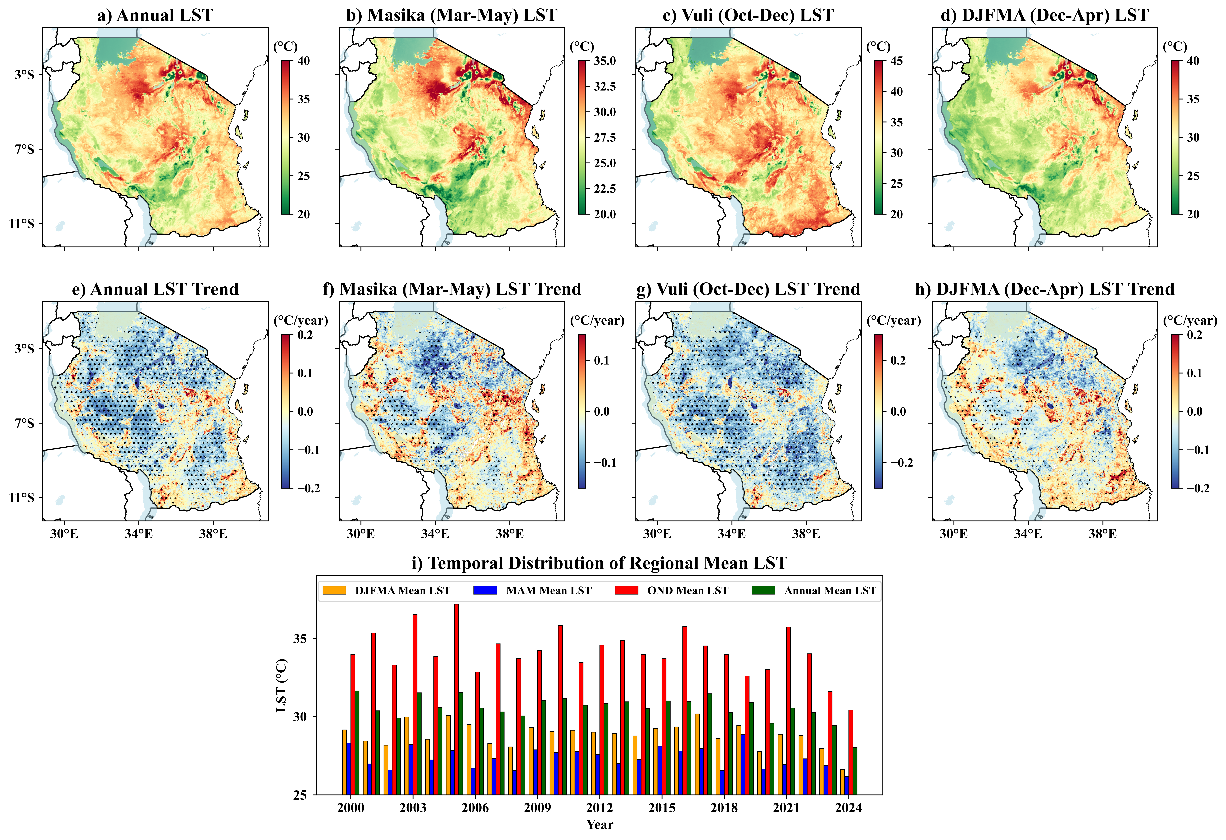 a) Annual LST
b) Masika (Mar-May) LST
c) Vuli (Oct-Dec) LST
d) DJFMA (Dec-Apr) LST
(°C)
(°C)
(°C)
(°C)
3°S
7°S
11°S
40
35
30
25
20
35.0
32.5
30.0
27.5
25.0
22.5
20.0
45
40
35
30
25
20
40
35
30
25
20
e) Annual LST Trend
f) Masika (Mar-May) LST Trend
g) Vuli (Oct-Dec) LST Trend
h) DJFMA (Dec-Apr) LST Trend
(°C/year)
(°C/year)
(°C/year)
(°C/year)
3°S
7°S
11°S
0.2
0.1
0.0
−0.1
−0.2
0.1
0.0
−0.1
0.2
0.0
−0.2
0.2
0.1
0.0
−0.1
−0.2
30°E 34°E 38°E
30°E 34°E 38°E
30°E 34°E 38°E
30°E 34°E 38°E
i) Temporal Distribution of Regional Mean LST
DJFMA Mean LST MAM Mean LST OND Mean LST Annual Mean LST
LST (°C)
35
30
25
2000 2003 2006 2009 2012 2015 2018 2021 2024
Year